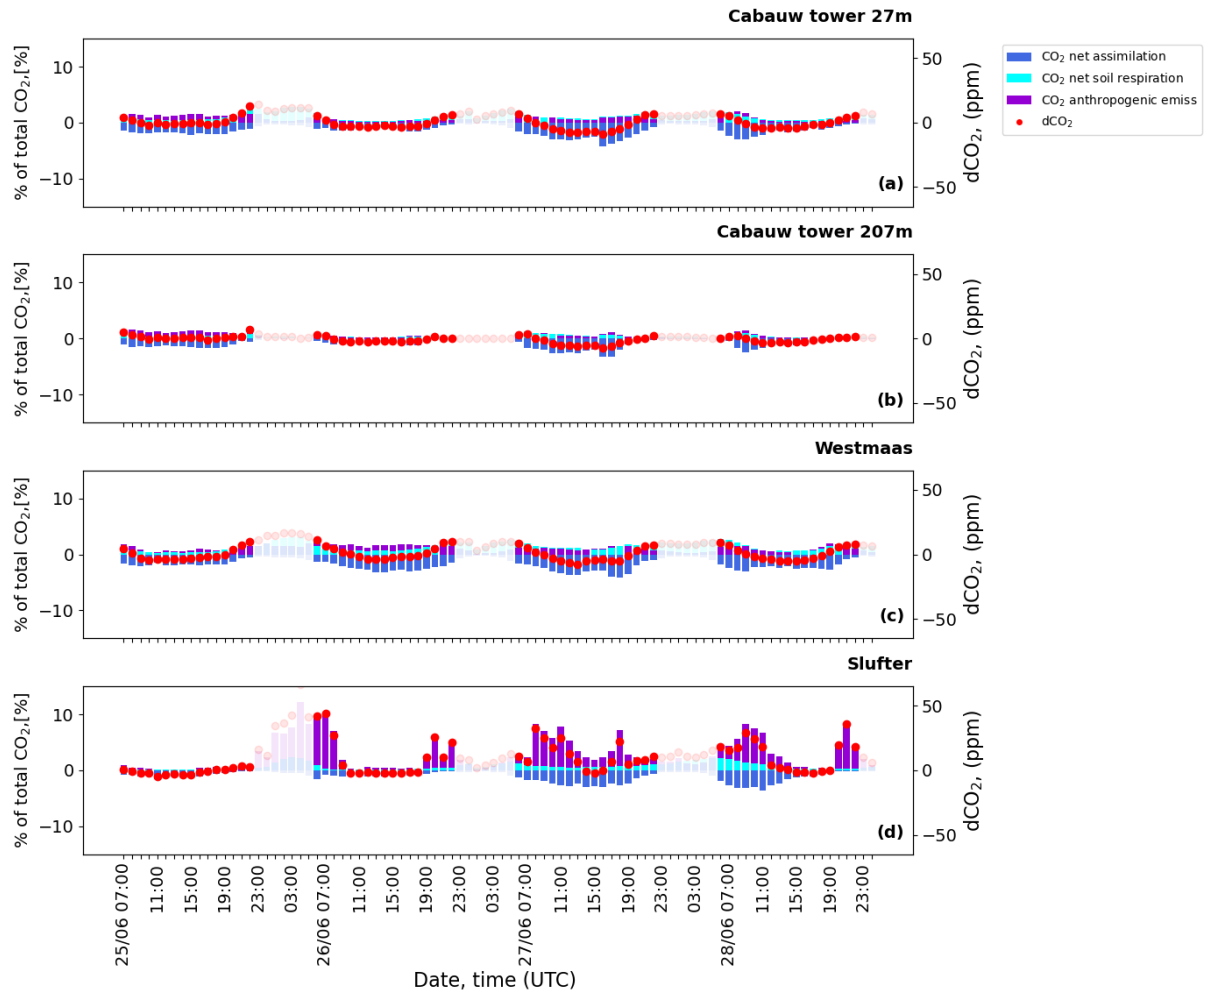 Cabauw tower 27m
% of total CO₂,[%]
10
0
−10
50
0
−50
dCO₂, (ppm)
(a)
CO₂ net assimilation
CO₂ net soil respiration
CO₂ anthropogenic emiss
dCO₂
Cabauw tower 207m
% of total CO₂,[%]
10
0
−10
50
0
−50
dCO₂, (ppm)
(b)
Westmaas
% of total CO₂,[%]
10
0
−10
50
0
−50
dCO₂, (ppm)
(c)
Slufter
% of total CO₂,[%]
10
0
−10
50
0
−50
dCO₂, (ppm)
(d)
25/06 07:00
11:00
15:00
19:00
23:00
03:00
26/06 07:00
11:00
15:00
19:00
23:00
03:00
27/06 07:00
11:00
15:00
19:00
23:00
03:00
28/06 07:00
11:00
15:00
19:00
23:00
Date, time (UTC)